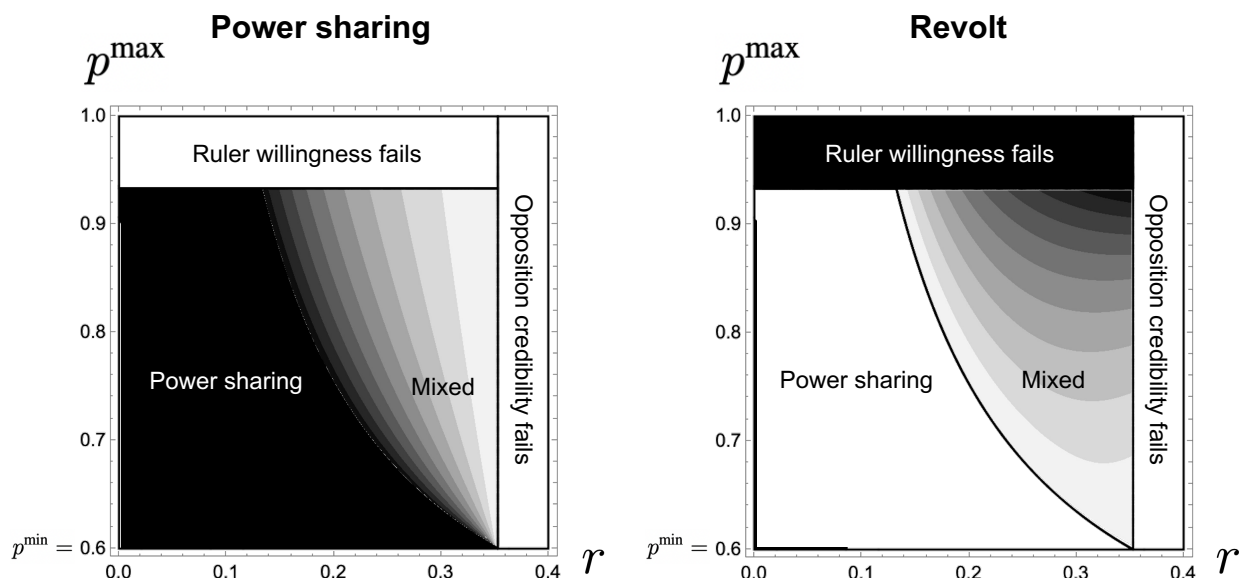 Power sharing
p^max
1.0
Ruler willingness fails
0.9
0.8
Power sharing
Mixed
0.7
p^min = 0.6
0.0 0.1 0.2 0.3 0.4
r
Opposition credibility fails
Revolt
p^max
1.0
Ruler willingness fails
0.9
0.8
Power sharing
Mixed
0.7
p^min = 0.6
0.0 0.1 0.2 0.3 0.4
r
Opposition credibility fails